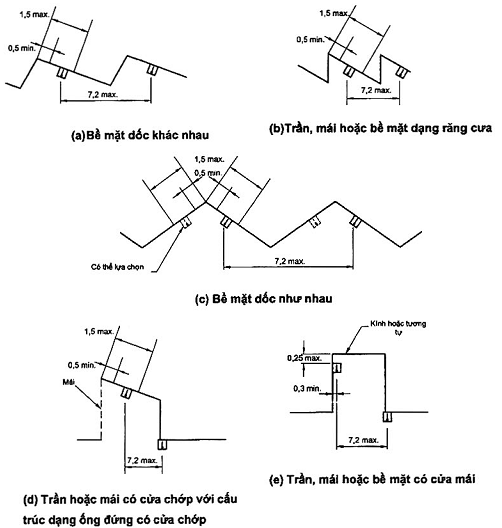 1,5 max.
0,5 min.
7,2 max.
(a)Bề mặt dốc khác nhau
1,5 max.
0,5 min.
7,2 max.
(b)Trần, mái hoặc bề mặt dạng răng cưa
1,5 max.
0,5 min.
Có thể lựa chọn
7,2 max.
(c) Bề mặt dốc như nhau
1,5 max.
0,5 min.
Mái
7,2 max.
(d) Trần hoặc mái có cửa chớp với cấu
trúc dạng ống đứng có cửa chớp
Kính hoặc tương
tự
0,25 max.
0,3 min.
7,2 max.
(e) Trần, mái hoặc bề mặt có cửa mái